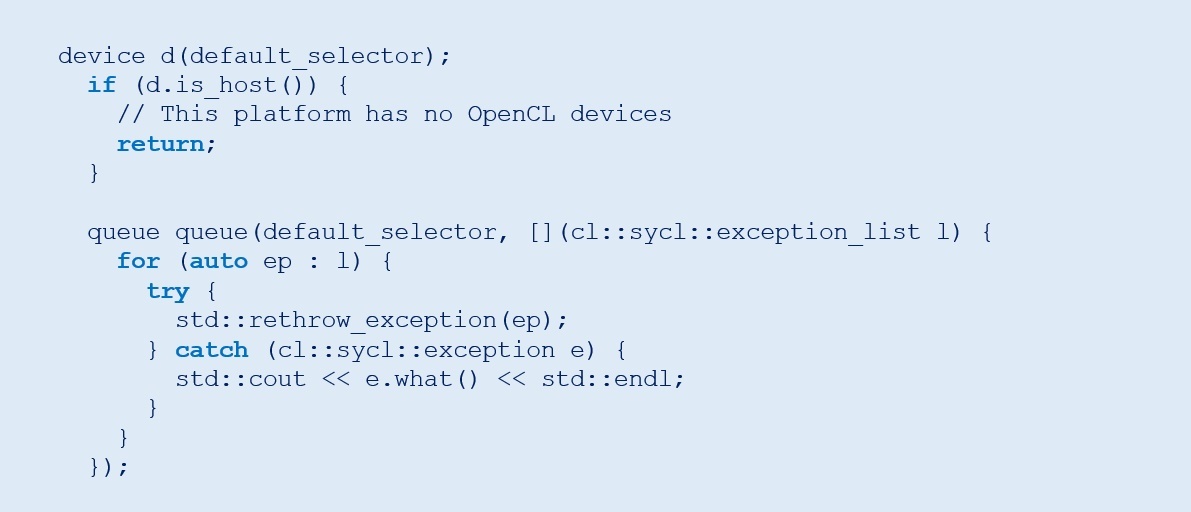 device d(default_selector);
if (d.is_host()) {
// This platform has no OpenCL devices
return;
}
queue queue(default_selector, [](cl::sycl::exception_list l) {
for (auto ep : l) {
try {
std::rethrow_exception(ep);
} catch (cl::sycl::exception e) {
std::cout << e.what() << std::endl;
}
}
});